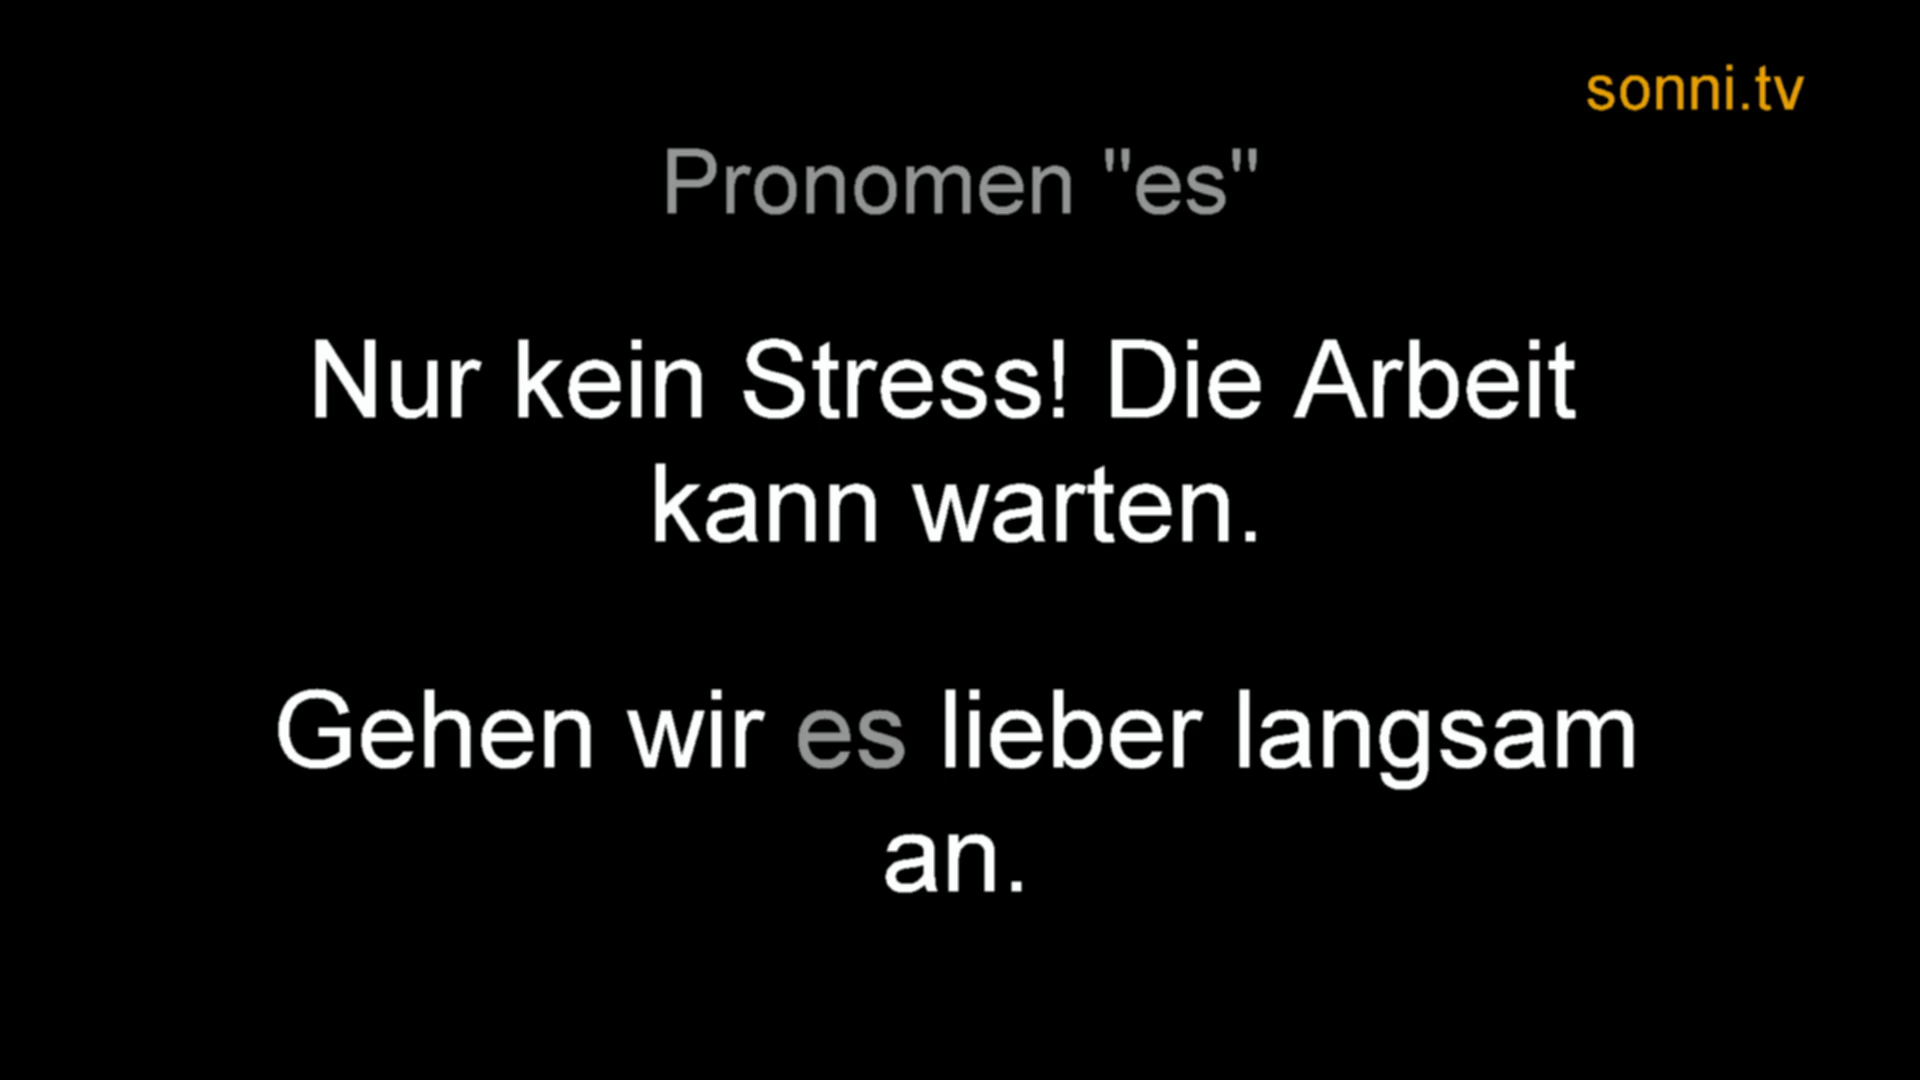 sonni.tv
Pronomen "es"
Nur kein Stress! Die Arbeit
kann warten.
Gehen wir es lieber langsam
an.